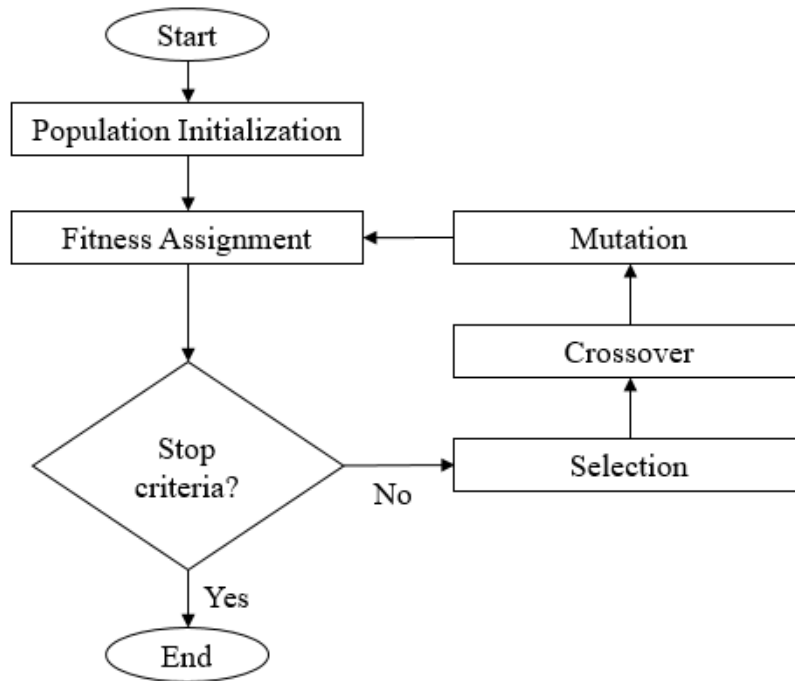 Start
Population Initialization
Fitness Assignment
Mutation
Crossover
Stop
criteria?
Selection
No
Yes
End